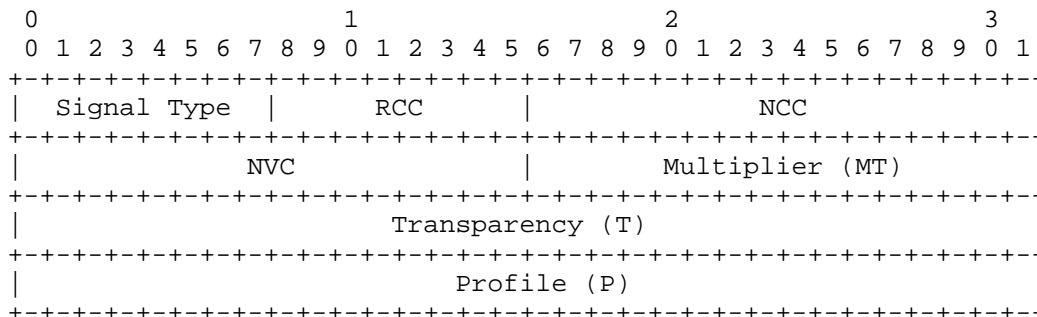 0                   1                   2                   3
 0 1 2 3 4 5 6 7 8 9 0 1 2 3 4 5 6 7 8 9 0 1 2 3 4 5 6 7 8 9 0 1
+-+-+-+-+-+-+-+-+-+-+-+-+-+-+-+-+-+-+-+-+-+-+-+-+-+-+-+-+-+-+-+--
|  Signal Type  |      RCC      |              NCC
+-+-+-+-+-+-+-+-+-+-+-+-+-+-+-+-+-+-+-+-+-+-+-+-+-+-+-+-+-+-+-+--
|              NVC              |        Multiplier (MT)
+-+-+-+-+-+-+-+-+-+-+-+-+-+-+-+-+-+-+-+-+-+-+-+-+-+-+-+-+-+-+-+--
|                       Transparency (T)
+-+-+-+-+-+-+-+-+-+-+-+-+-+-+-+-+-+-+-+-+-+-+-+-+-+-+-+-+-+-+-+--
|                           Profile (P)
+-+-+-+-+-+-+-+-+-+-+-+-+-+-+-+-+-+-+-+-+-+-+-+-+-+-+-+-+-+-+-+--